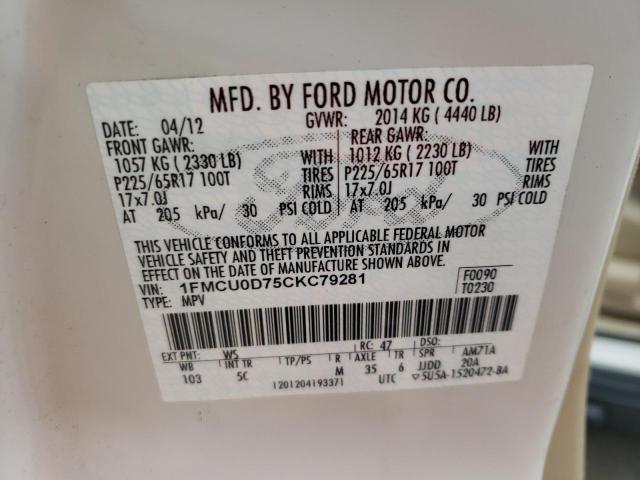 MFD. BY FORD MOTOR CO.
DATE: 04/12 GVWR: 2014 KG ( 4440 LB)
FRONT GAWR: REAR GAWR:
1057 KG ( 2330 LB) WITH 1012 KG ( 2230 LB) WITH
P225/65R17 100T TIRES P225/65R17 100T TIRES
17x7.0J RIMS 17x7.0J RIMS
AT 205 kPa/ 30 PSI COLD AT 205 kPa/ 30 PSI COLD
THIS VEHICLE CONFORMS TO ALL APPLICABLE FEDERAL MOTOR
VEHICLE SAFETY AND THEFT PREVENTION STANDARDS IN
EFFECT ON THE DATE OF MANUFACTURE SHOWN ABOVE.
VIN: 1FMCU0D75CKC79281 F0090
TYPE: MPV T0230
EXT PNT: WS RC: 47 DSO:
WB INT TR TP/PS R AXLE TR SPR AM71A
103 5C M 35 6 JJDD 20A
1201204193371 UTC ▽5U5A-1520472-BA